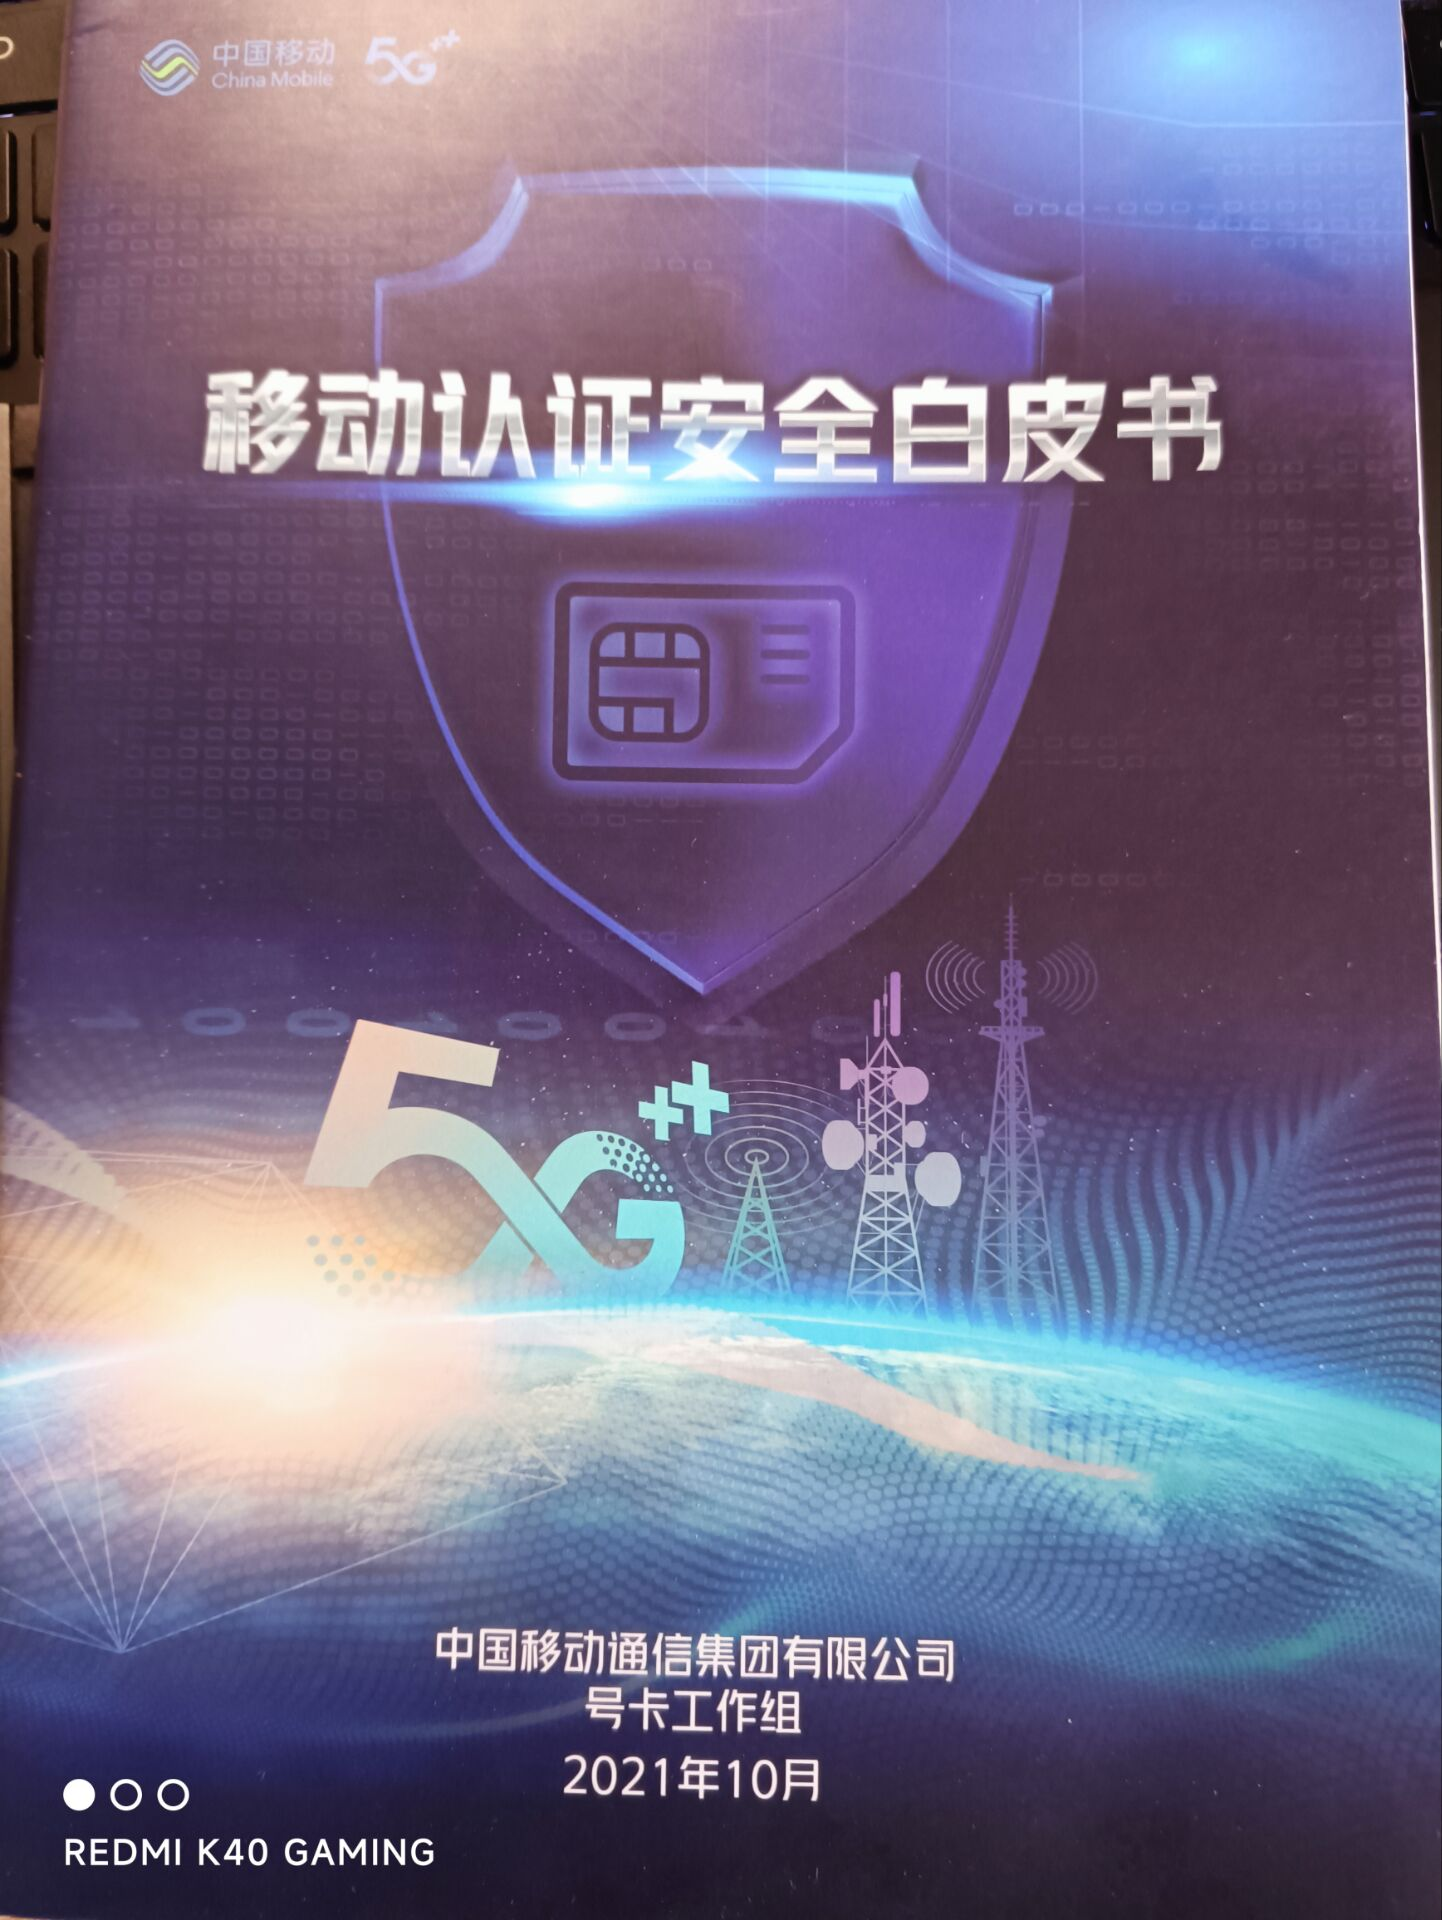 中国移动
China Mobile
5G++
移动认证安全白皮书
5G++
中国移动通信集团有限公司
号卡工作组
2021年10月
REDMI K40 GAMING